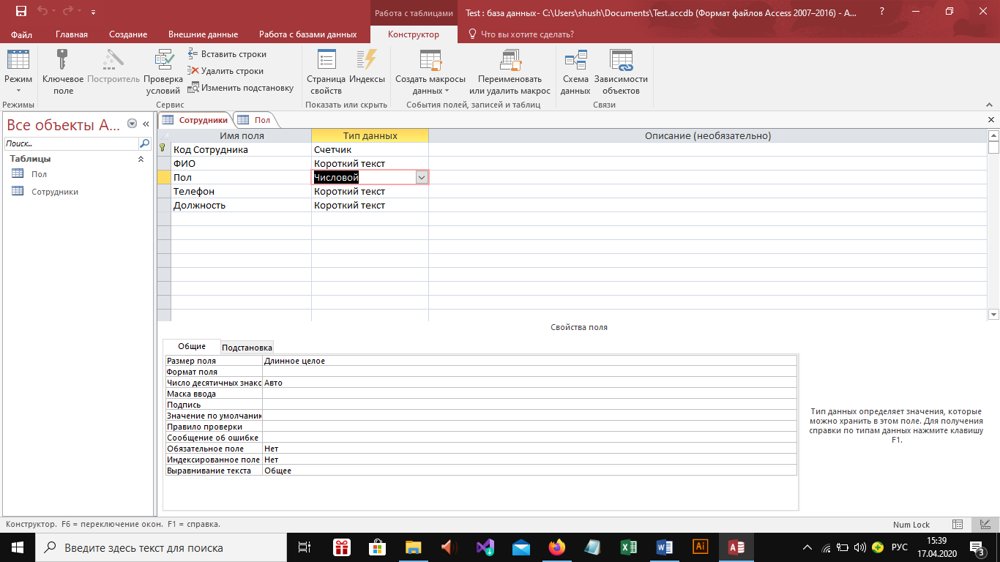 Работа с таблицами
Test : база данных- C:\Users\shush\Documents\Test.accdb (Формат файлов Access 2007–2016) - A...
?
Файл Главная Создание Внешние данные Работа с базами данных Конструктор Что вы хотите сделать?
Режим
Ключевое поле
Построитель
Проверка условий
Вставить строки
Удалить строки
Изменить подстановку
Страница свойств
Индексы
Создать макросы данных
Переименовать или удалить макрос
Схема данных
Зависимости объектов
Режимы Сервис Показать или скрыть События полей, записей и таблиц Связи
Все объекты A...
Поиск...
Таблицы
Пол
Сотрудники
Сотрудники Пол
Имя поля Тип данных Описание (необязательно)
Код Сотрудника Счетчик
ФИО Короткий текст
Пол Числовой
Телефон Короткий текст
Должность Короткий текст
Свойства поля
Общие Подстановка
Размер поля Длинное целое
Формат поля
Число десятичных знако Авто
Маска ввода
Подпись
Значение по умолчани
Правило проверки
Сообщение об ошибке
Обязательное поле Нет
Индексированное поле Нет
Выравнивание текста Общее
Тип данных определяет значения, которые
можно хранить в этом поле. Для получения
справки по типам данных нажмите клавишу
F1.
Конструктор. F6 = переключение окон. F1 = справка.
Num Lock
Введите здесь текст для поиска
Ai
РУС
15:39
17.04.2020
3